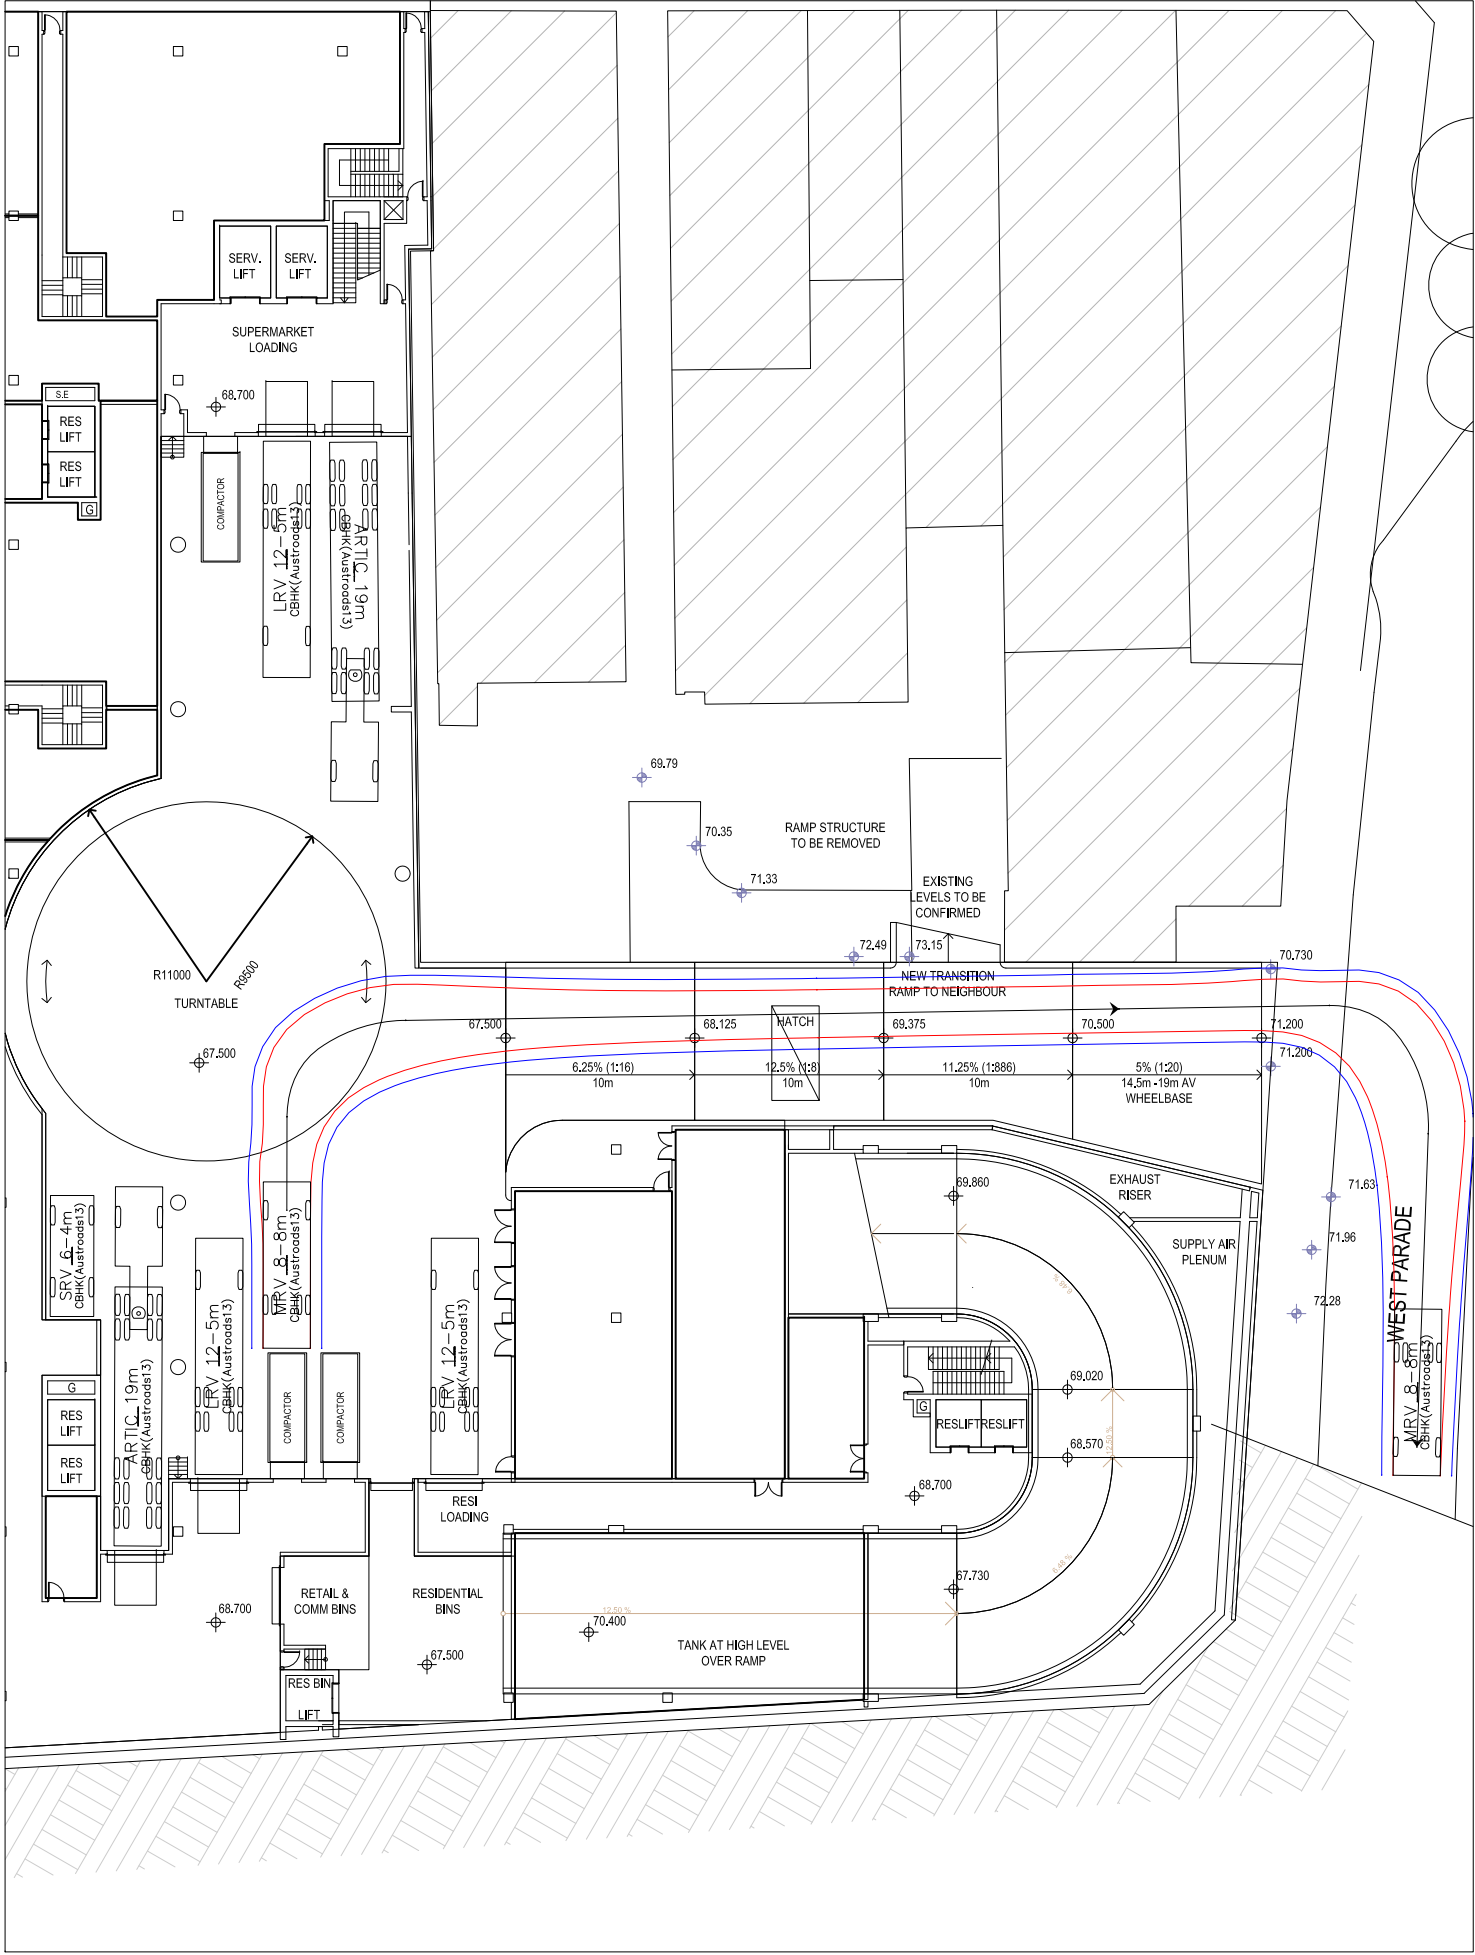 SERV.
LIFT
SERV.
LIFT
SUPERMARKET
LOADING
S.E
RES
LIFT
RES
LIFT
G
68.700
COMPACTOR
LRV 12-5m
CBHK(Austroads13)
ARTIC 19m
CBHK(Austroads13)
69.79
70.35
71.33
RAMP STRUCTURE
TO BE REMOVED
EXISTING
LEVELS TO BE
CONFIRMED
72.49
73.15
NEW TRANSITION
RAMP TO NEIGHBOUR
70.730
R11000
R9500
TURNTABLE
67.500
67.500
68.125
HATCH
69.375
70.500
71.200
71.200
6.25% (1:16)
10m
12.5% (1:8)
10m
11.25% (1:886)
10m
5% (1:20)
14.5m -19m AV
WHEELBASE
EXHAUST
RISER
SUPPLY AIR
PLENUM
71.63
71.96
72.28
WEST PARADE
MRV 8-8m
CBHK(Austroads13)
SRV 6-4m
CBHK(Austroads13)
ARTIC 19m
CBHK(Austroads13)
LRV 12-5m
CBHK(Austroads13)
MRV 8-8m
CBHK(Austroads13)
LRV 12-5m
CBHK(Austroads13)
COMPACTOR
COMPACTOR
69.860
69.020
12.50 %
68.570
G
RESLIFT
RESLIFT
68.700
67.730
G
RES
LIFT
RES
LIFT
RESI
LOADING
RETAIL &
COMM BINS
RESIDENTIAL
BINS
68.700
67.500
RES BIN
LIFT
12.50 %
70.400
TANK AT HIGH LEVEL
OVER RAMP
6.48 %